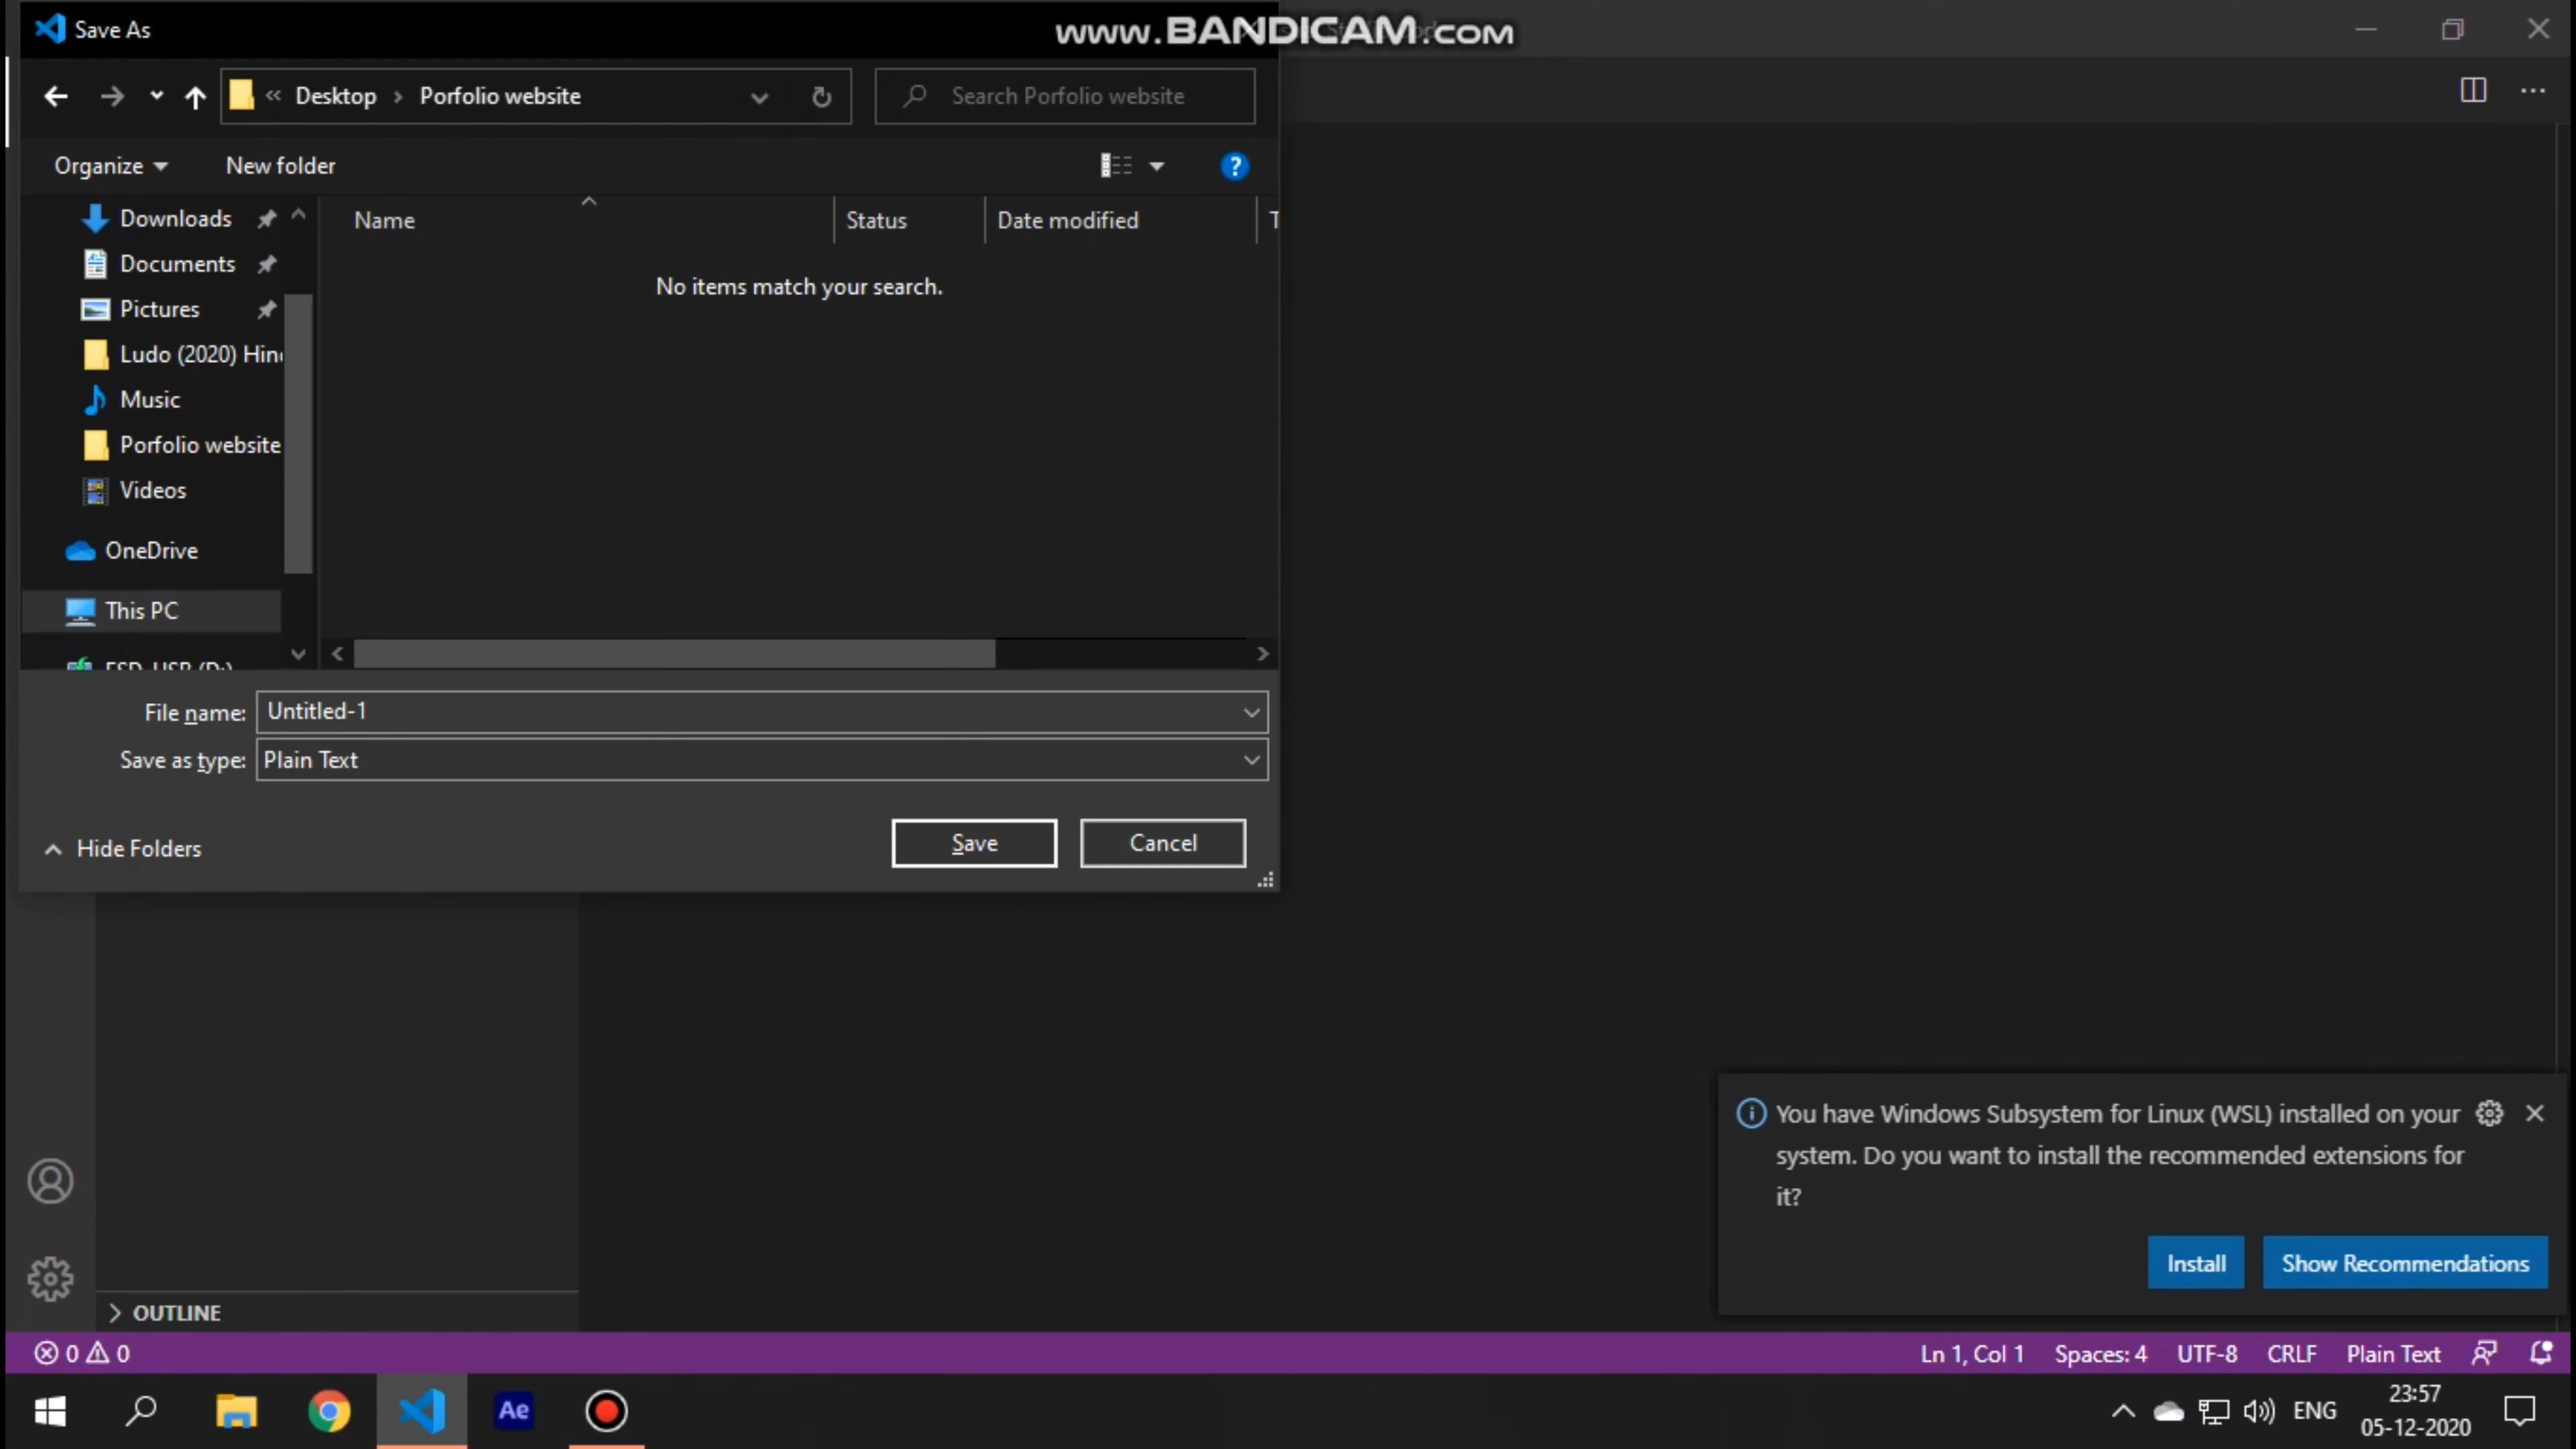 Save As
www.BANDICAM.com
« Desktop > Porfolio website
Search Porfolio website
Organize
New folder
?
Name
Status
Date modified
No items match your search.
Downloads
Documents
Pictures
Ludo (2020) Hin
Music
Porfolio website
Videos
OneDrive
This PC
ESD-USB (D:)
File name: Untitled-1
Save as type: Plain Text
Hide Folders
Save
Cancel
You have Windows Subsystem for Linux (WSL) installed on your
system. Do you want to install the recommended extensions for
it?
Install
Show Recommendations
OUTLINE
0 0
Ln 1, Col 1
Spaces: 4
UTF-8
CRLF
Plain Text
Ae
ENG
23:57
05-12-2020